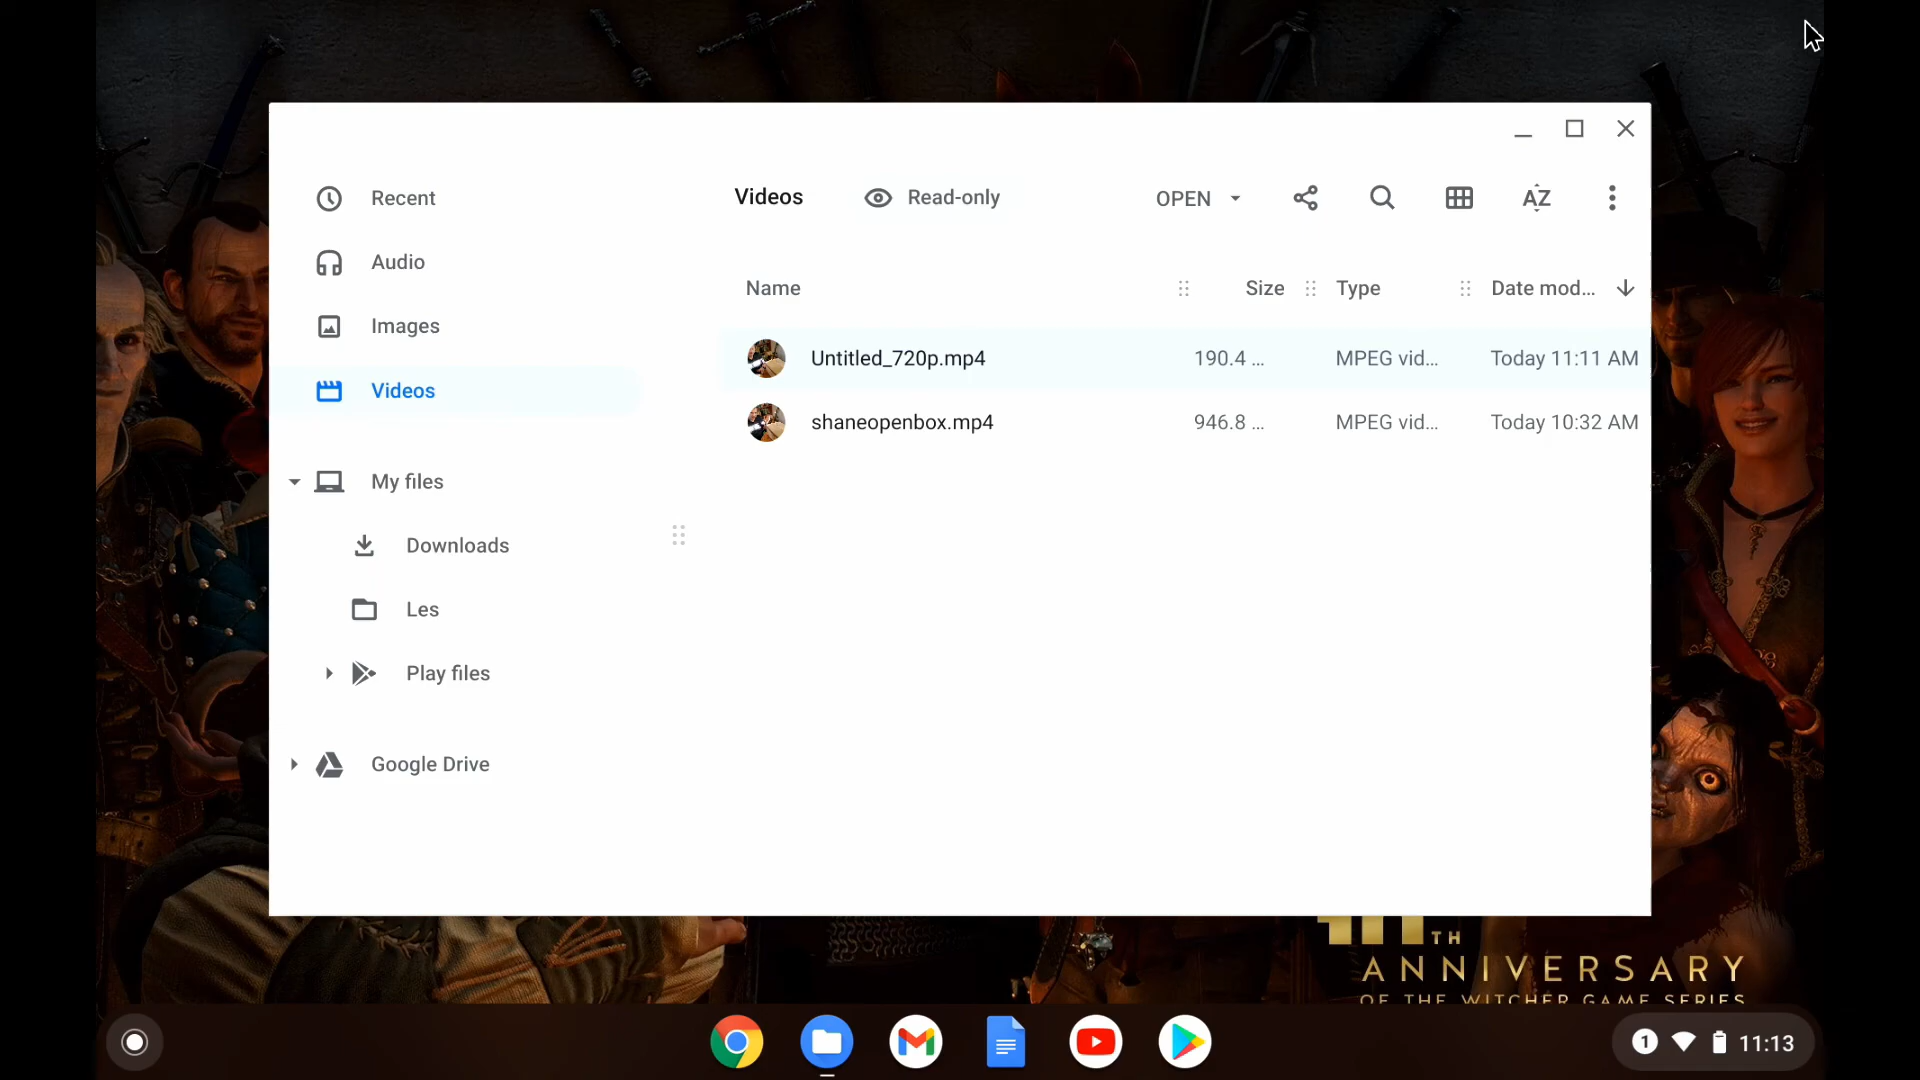 Recent
Audio
Images
Videos
My files
Downloads
Les
Play files
Google Drive
Videos
Read-only
OPEN
AZ
Name Size Type Date mod...
Untitled_720p.mp4 190.4 ... MPEG vid... Today 11:11 AM
shaneopenbox.mp4 946.8 ... MPEG vid... Today 10:32 AM
TH
ANNIVERSARY
OF THE WITCHER GAME SERIES
1 11:13